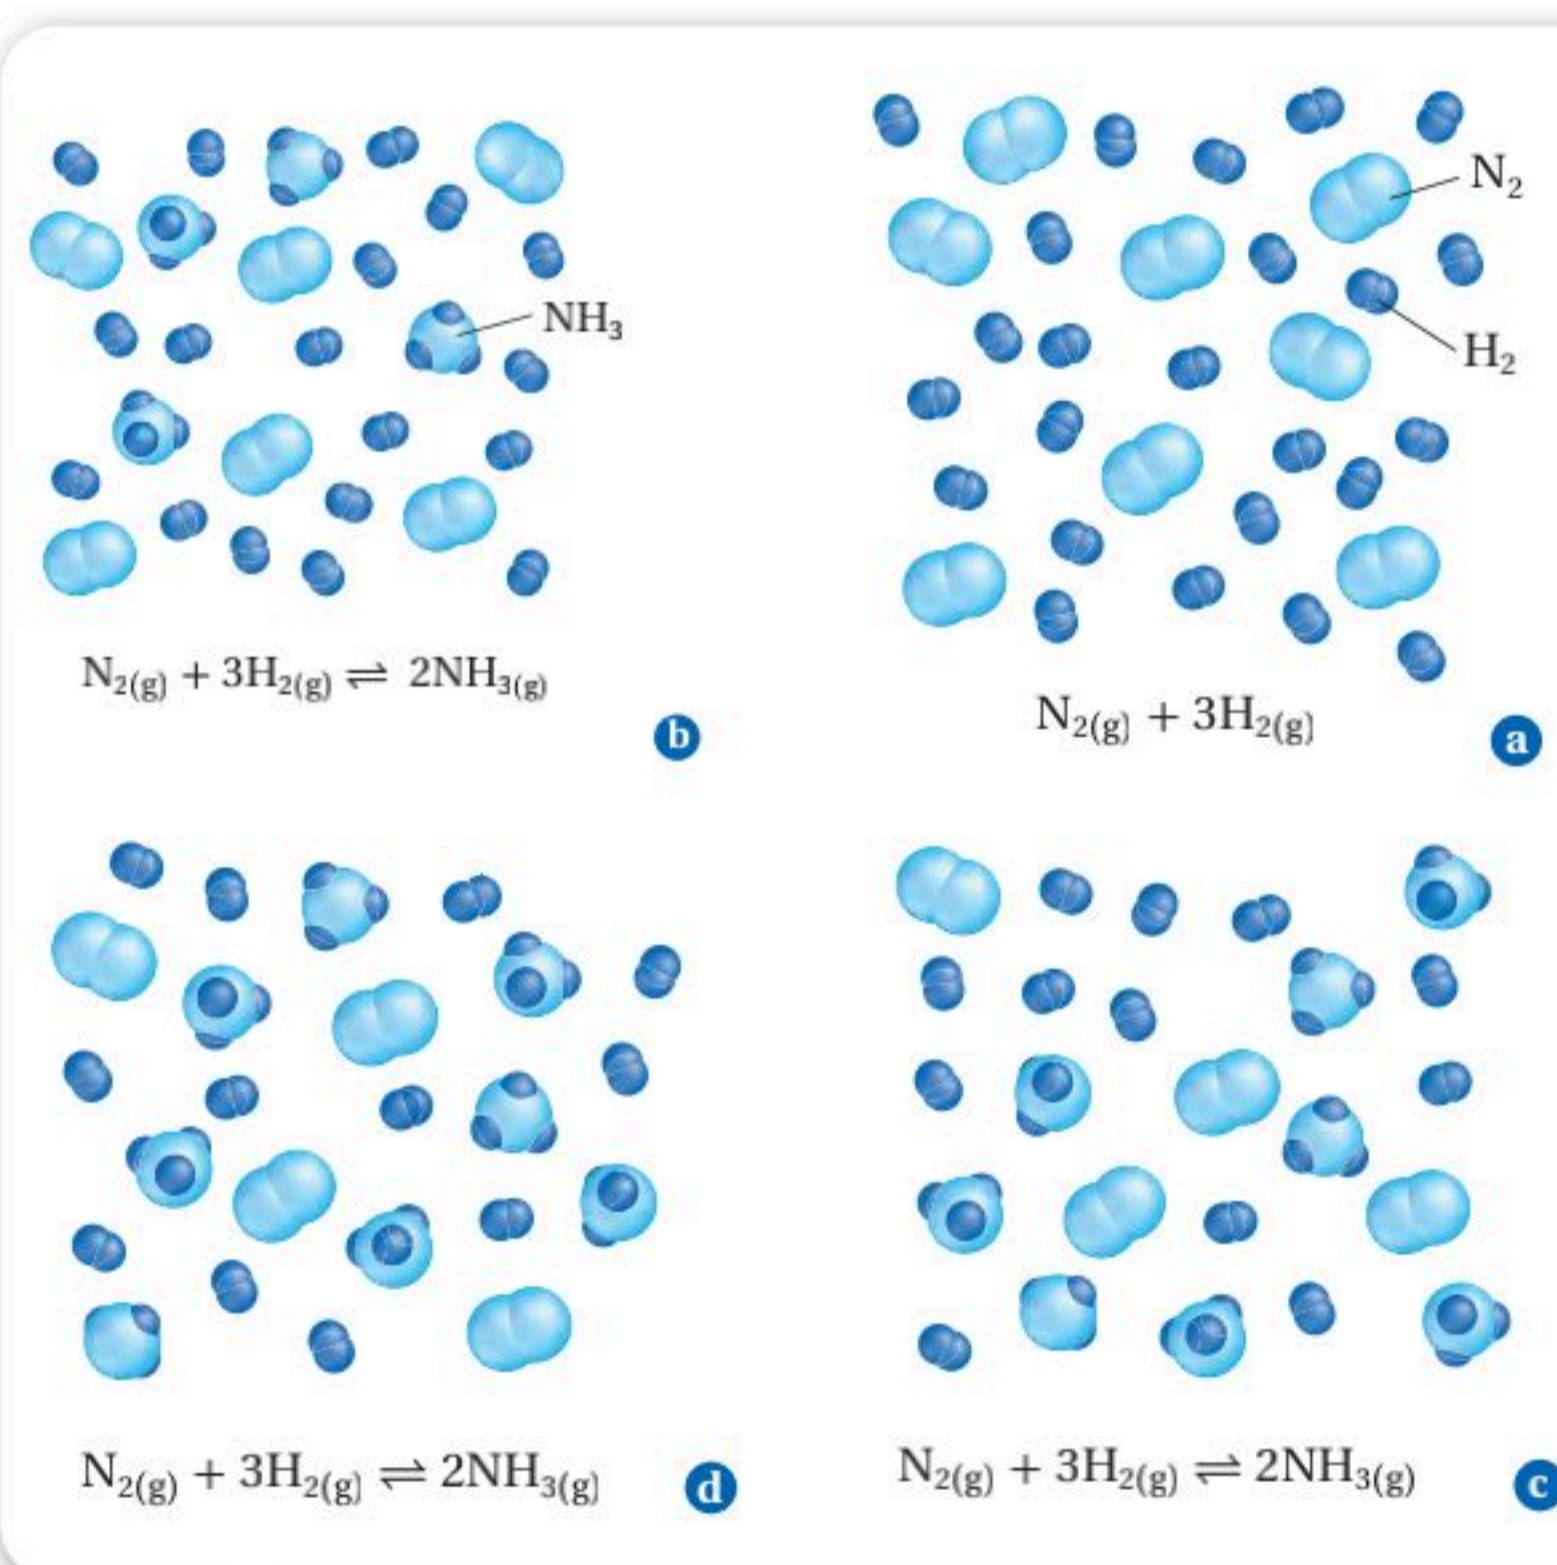 N₂
H₂
N₂(g) + 3H₂(g)
a
NH₃
N₂(g) + 3H₂(g) ⇌ 2NH₃(g)
b
N₂(g) + 3H₂(g) ⇌ 2NH₃(g)
c
N₂(g) + 3H₂(g) ⇌ 2NH₃(g)
d